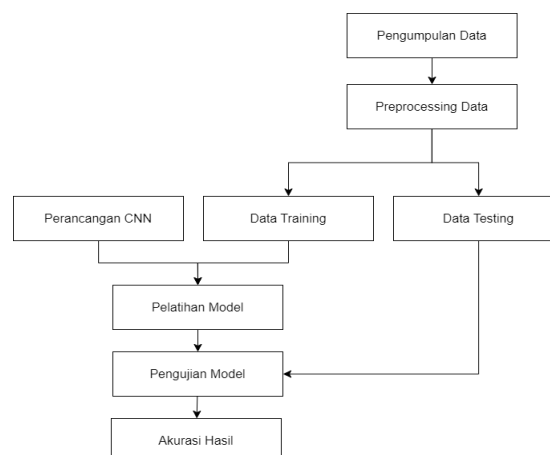 Pengumpulan Data
Preprocessing Data
Perancangan CNN
Data Training
Data Testing
Pelatihan Model
Pengujian Model
Akurasi Hasil